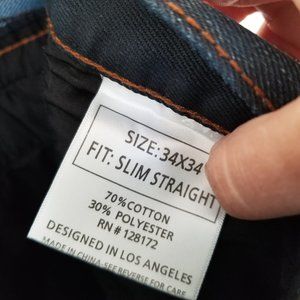 SIZE:34X34
FIT: SLIM STRAIGHT
70%COTTON
30% POLYESTER
RN # 128172
DESIGNED IN LOS ANGELES
MADE IN CHINA-SEE REVERSE FOR CARE